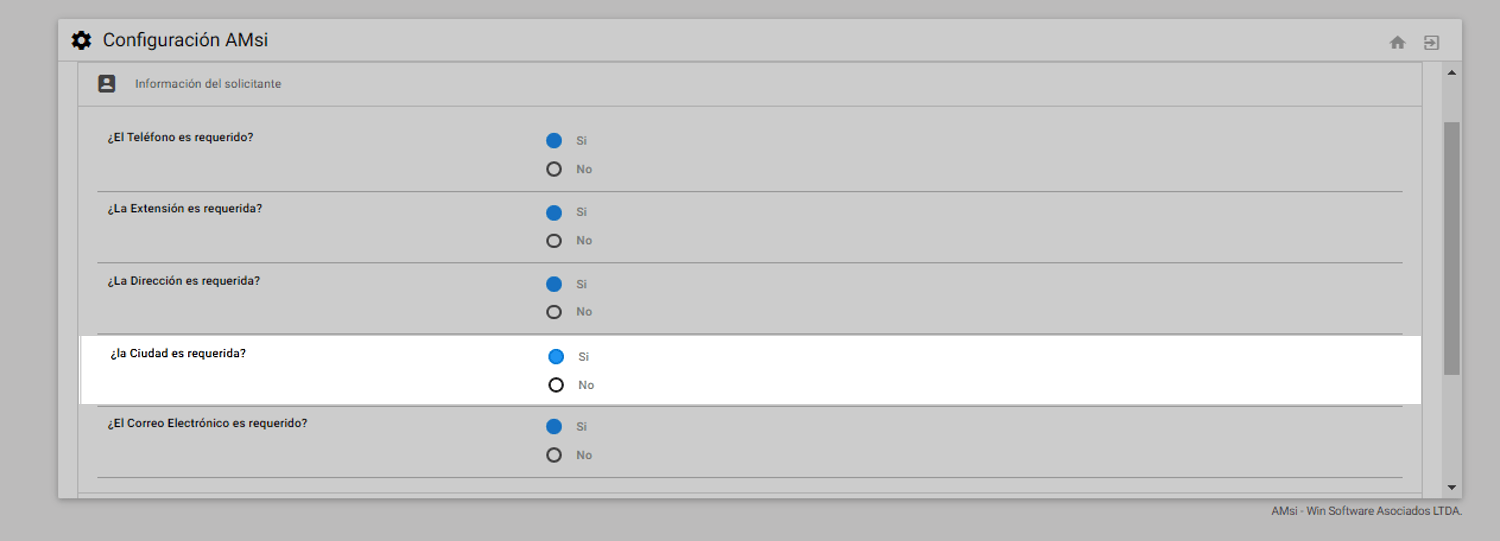 Configuración AMsi
Información del solicitante
¿El Teléfono es requerido?
Si
No
¿La Extensión es requerida?
Si
No
¿La Dirección es requerida?
Si
No
¿la Ciudad es requerida?
Si
No
¿El Correo Electrónico es requerido?
Si
No
AMsi - Win Software Asociados LTDA.